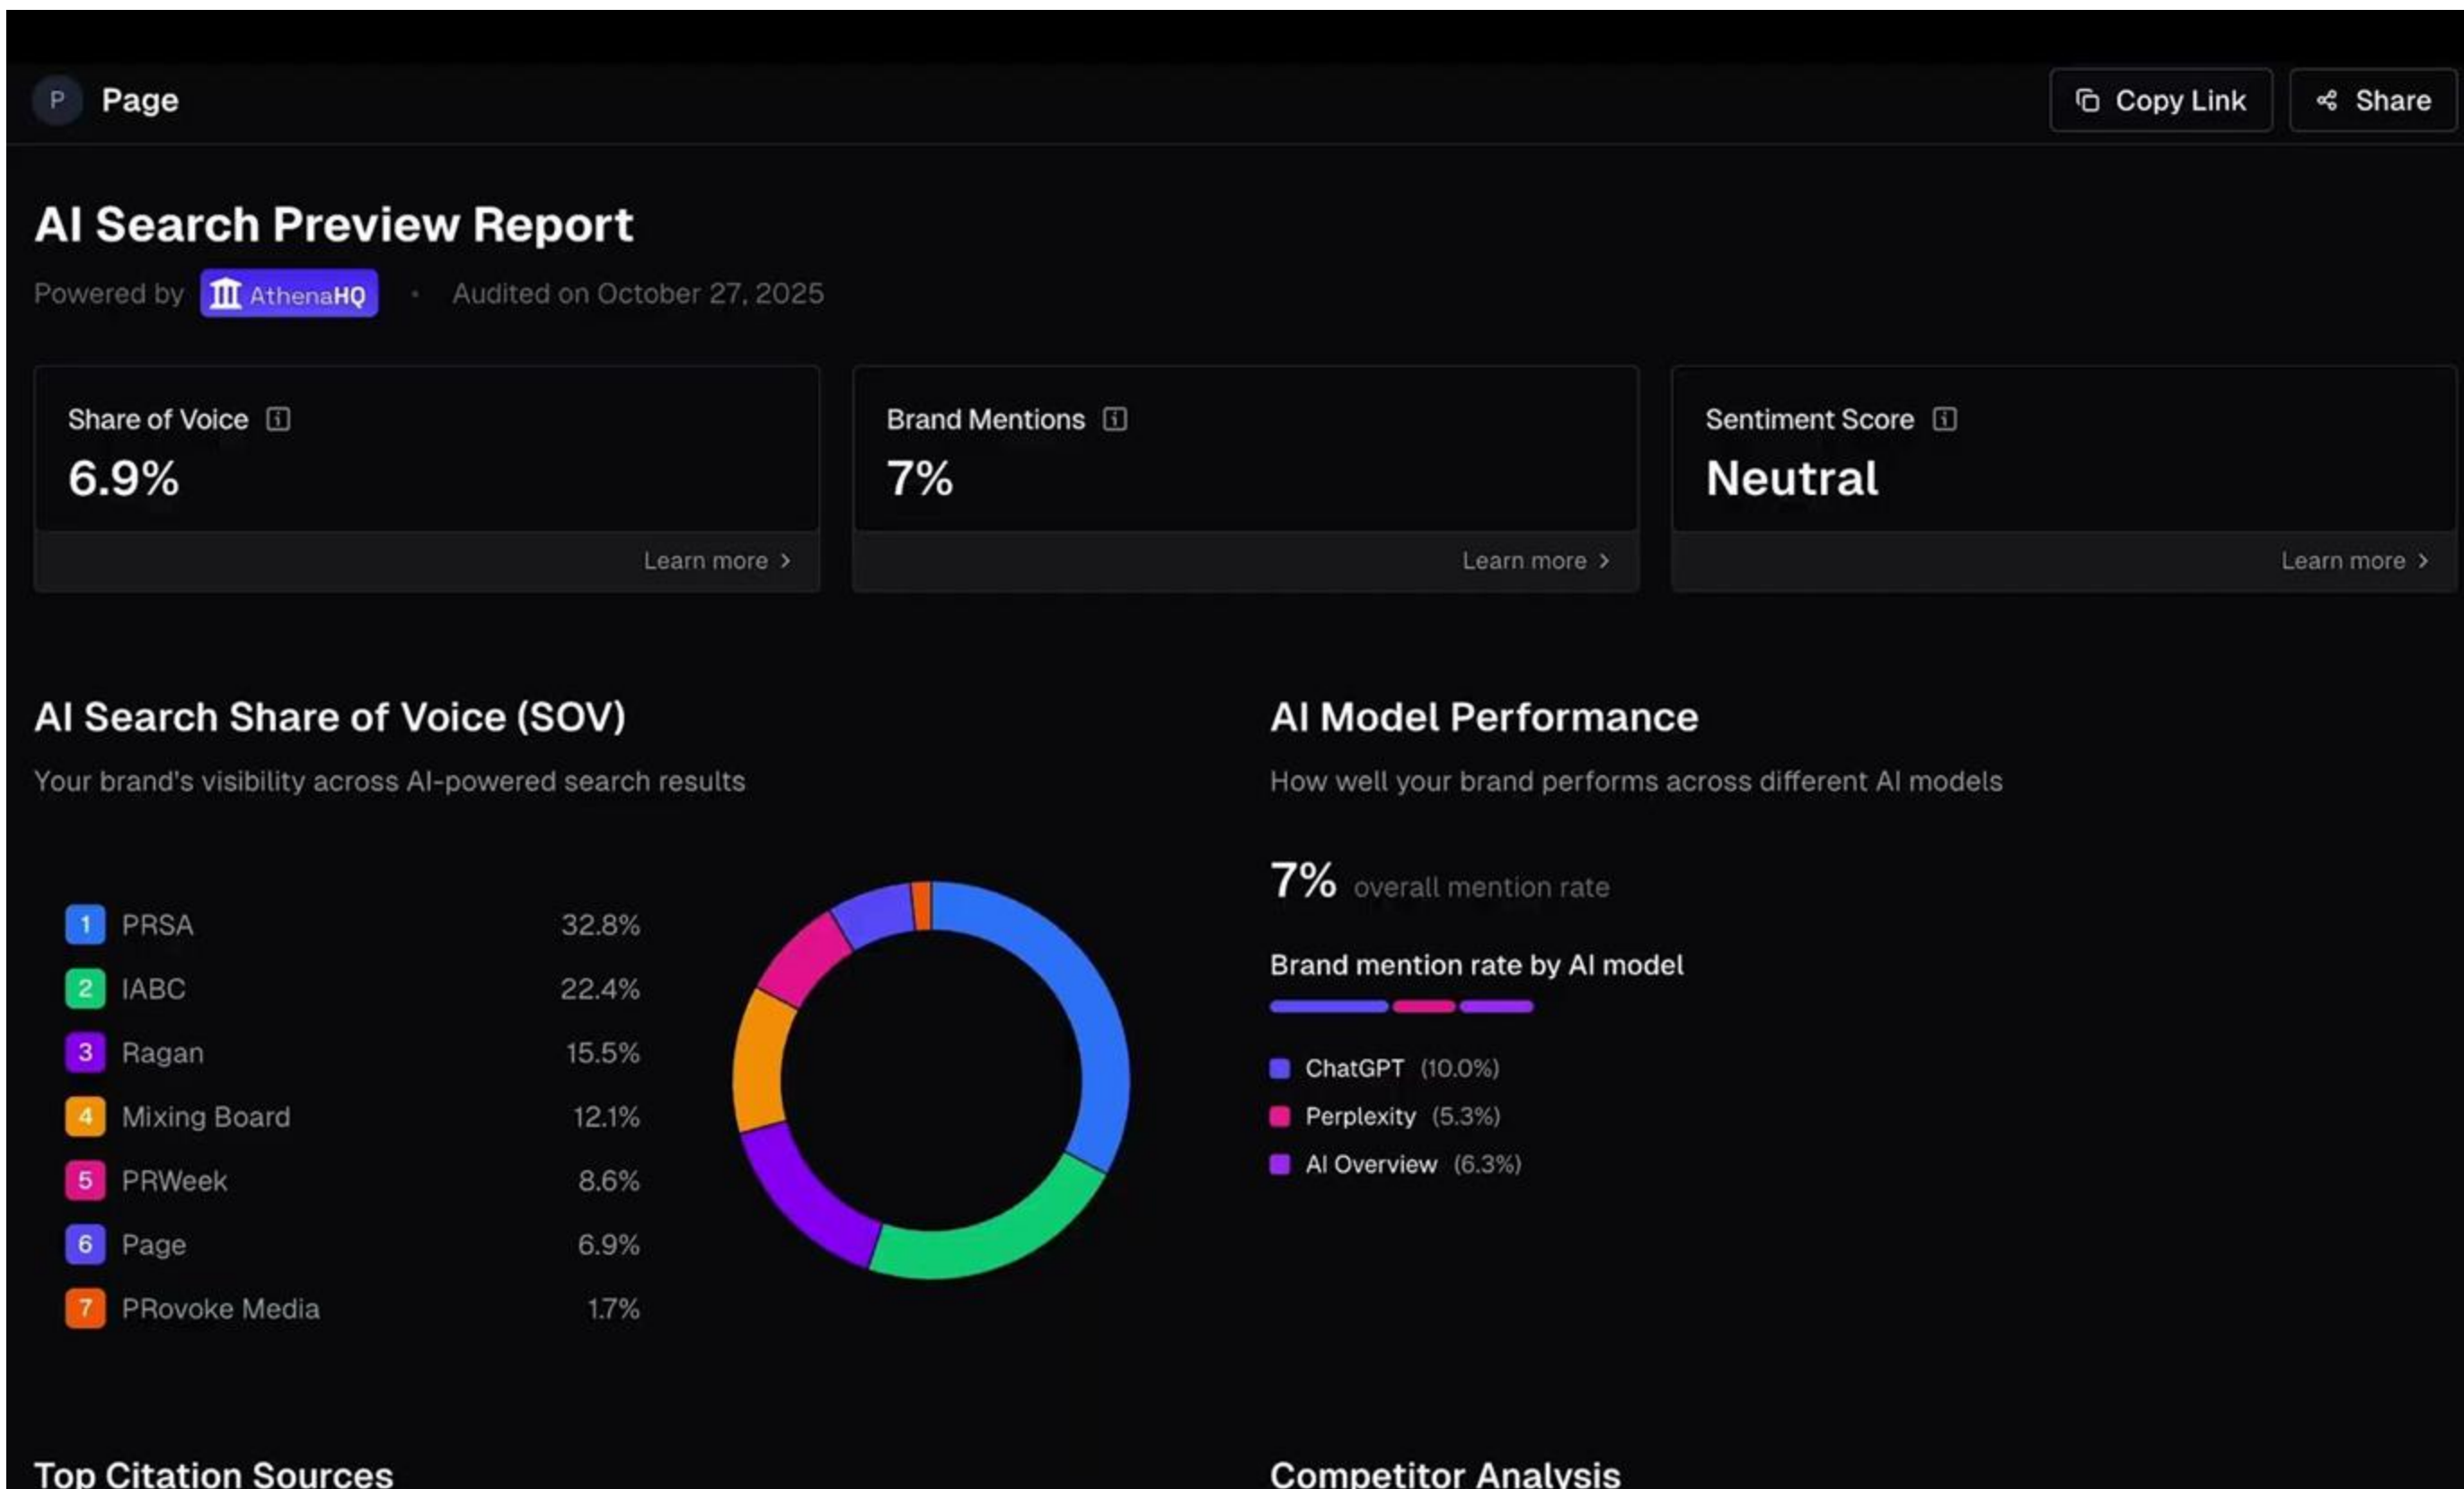 P Page
Copy Link
Share
AI Search Preview Report
Powered by AthenaHQ • Audited on October 27, 2025
Share of Voice
6.9%
Learn more
Brand Mentions
7%
Learn more
Sentiment Score
Neutral
Learn more
AI Search Share of Voice (SOV)
Your brand's visibility across AI-powered search results
1 PRSA 32.8%
2 IABC 22.4%
3 Ragan 15.5%
4 Mixing Board 12.1%
5 PRWeek 8.6%
6 Page 6.9%
7 PRovoke Media 1.7%
AI Model Performance
How well your brand performs across different AI models
7% overall mention rate
Brand mention rate by AI model
ChatGPT (10.0%)
Perplexity (5.3%)
AI Overview (6.3%)
Top Citation Sources
Competitor Analysis